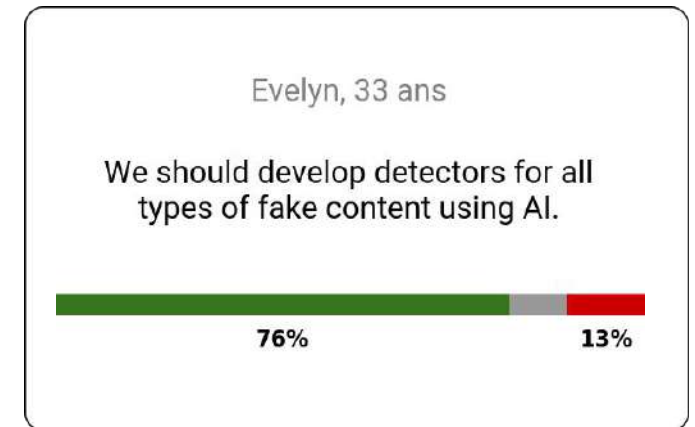 Evelyn, 33 ans
We should develop detectors for all
types of fake content using AI.
76%
13%